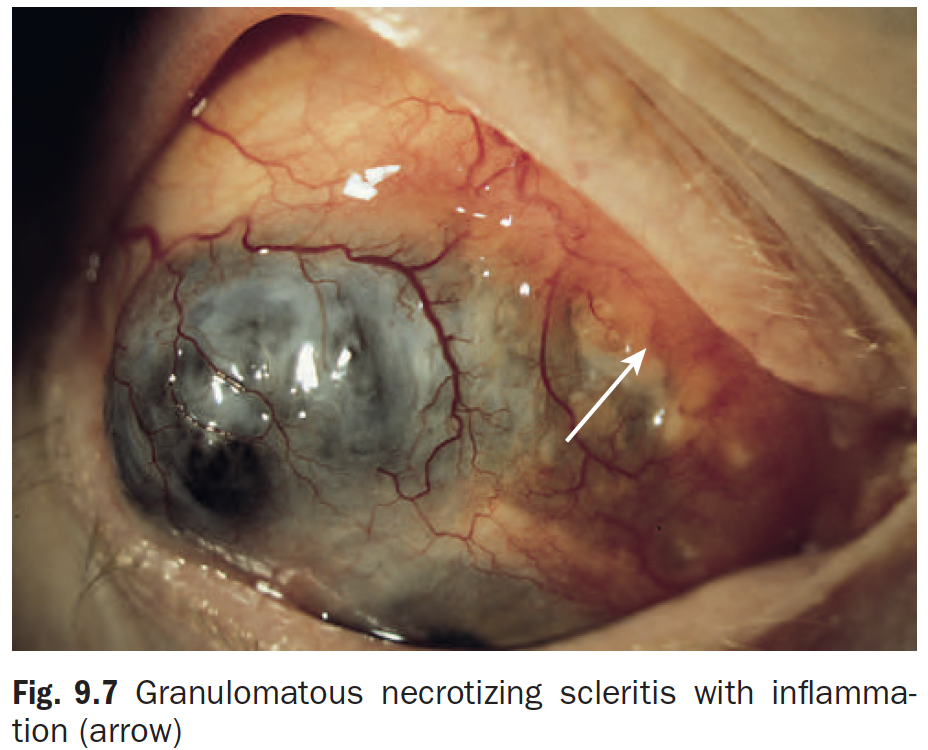 Fig. 9.7 Granulomatous necrotizing scleritis with inflamma-
tion (arrow)